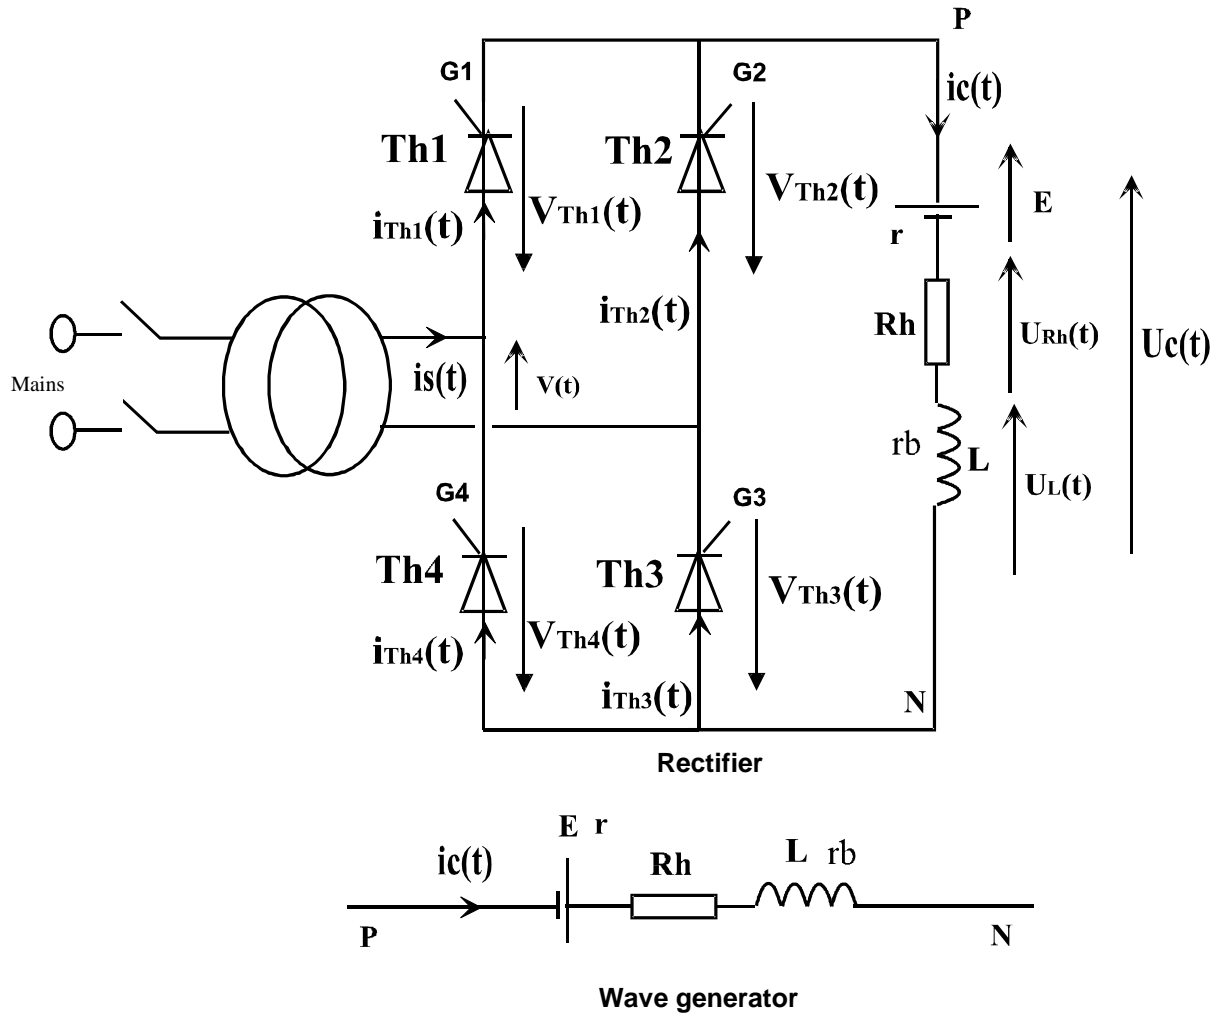 P
G1
G2
ic(t)
Th1
Th2
VTh1(t)
VTh2(t)
E
iTh1(t)
r
iTh2(t)
Rh
URh(t)
Uc(t)
Mains
is(t)
V(t)
rb
L
UL(t)
G4
G3
Th4
Th3
VTh4(t)
VTh3(t)
iTh4(t)
iTh3(t)
N
Rectifier
E r
ic(t)
Rh
L rb
P
N
Wave generator